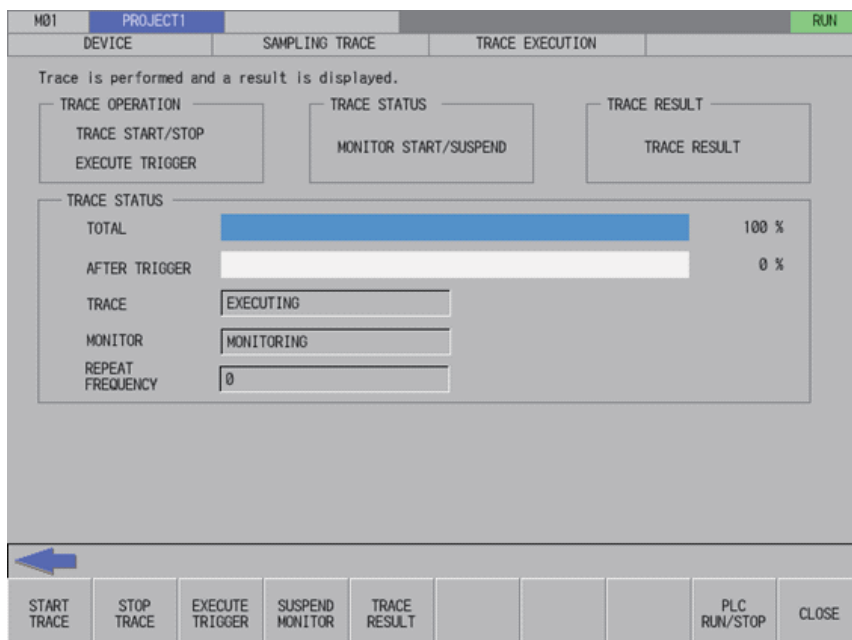 MØ1 PROJECT1 RUN
DEVICE SAMPLING TRACE TRACE EXECUTION
Trace is performed and a result is displayed.
TRACE OPERATION TRACE STATUS TRACE RESULT
TRACE START/STOP
MONITOR START/SUSPEND TRACE RESULT
EXECUTE TRIGGER
TRACE STATUS
TOTAL 100 %
AFTER TRIGGER 0 %
TRACE EXECUTING
MONITOR MONITORING
REPEAT
FREQUENCY 0
START STOP EXECUTE SUSPEND TRACE PLC
TRACE TRACE TRIGGER MONITOR RESULT RUN/STOP CLOSE